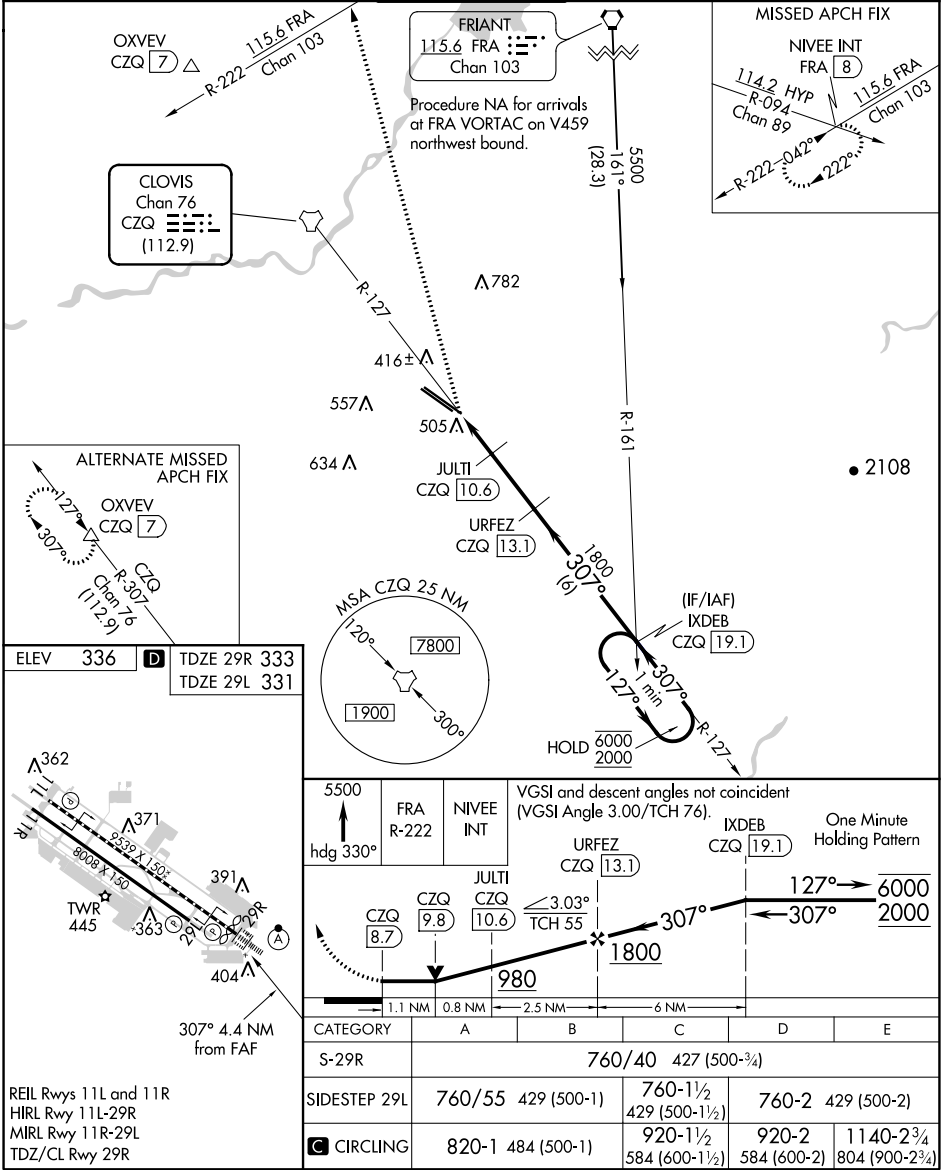 OXVEV
CZQ 7
115.6 FRA
R-222
Chan 103
FRIANT
115.6 FRA
Chan 103
Procedure NA for arrivals
at FRA VORTAC on V459
northwest bound.
MISSED APCH FIX
NIVEE INT
FRA 8
114.2 HYP
R-094
Chan 89
115.6 FRA
Chan 103
R-222
042°
222°
5500
161°
(28.3)
CLOVIS
Chan 76
CZQ
(112.9)
R-127
782
416±
557
505
634
R-161
2108
JULTI
CZQ 10.6
URFEZ
CZQ 13.1
1800
307°
(6)
(IF/IAF)
IXDEB
CZQ 19.1
1 min
127°
307°
R-127
HOLD 6000
2000
ALTERNATE MISSED
APCH FIX
OXVEV
CZQ 7
127°
307°
CZQ
R-307
Chan 76
(112.9)
MSA CZQ 25 NM
120°
7800
1900
300°
ELEV 336
D
TDZE 29R 333
TDZE 29L 331
362
11L
11R
P
371
9539 X 150
8008 X 150
391
TWR
445
363
29L
P
P
29R
A
404
307° 4.4 NM
from FAF
REIL Rwys 11L and 11R
HIRL Rwy 11L-29R
MIRL Rwy 11R-29L
TDZ/CL Rwy 29R
5500
hdg 330°
FRA
R-222
NIVEE
INT
VGSI and descent angles not coincident
(VGSI Angle 3.00/TCH 76).
URFEZ
CZQ 13.1
IXDEB
CZQ 19.1
One Minute
Holding Pattern
JULTI
CZQ
10.6
CZQ
9.8
CZQ
8.7
3.03°
TCH 55
307°
127°
307°
6000
2000
1800
980
1.1 NM 0.8 NM 2.5 NM 6 NM
CATEGORY A B C D E
S-29R 760/40 427 (500-¾)
SIDESTEP 29L 760/55 429 (500-1) 760-1½ 429 (500-1½) 760-2 429 (500-2)
C CIRCLING 820-1 484 (500-1) 920-1½ 584 (600-1½) 920-2 584 (600-2) 1140-2¾ 804 (900-2¾)